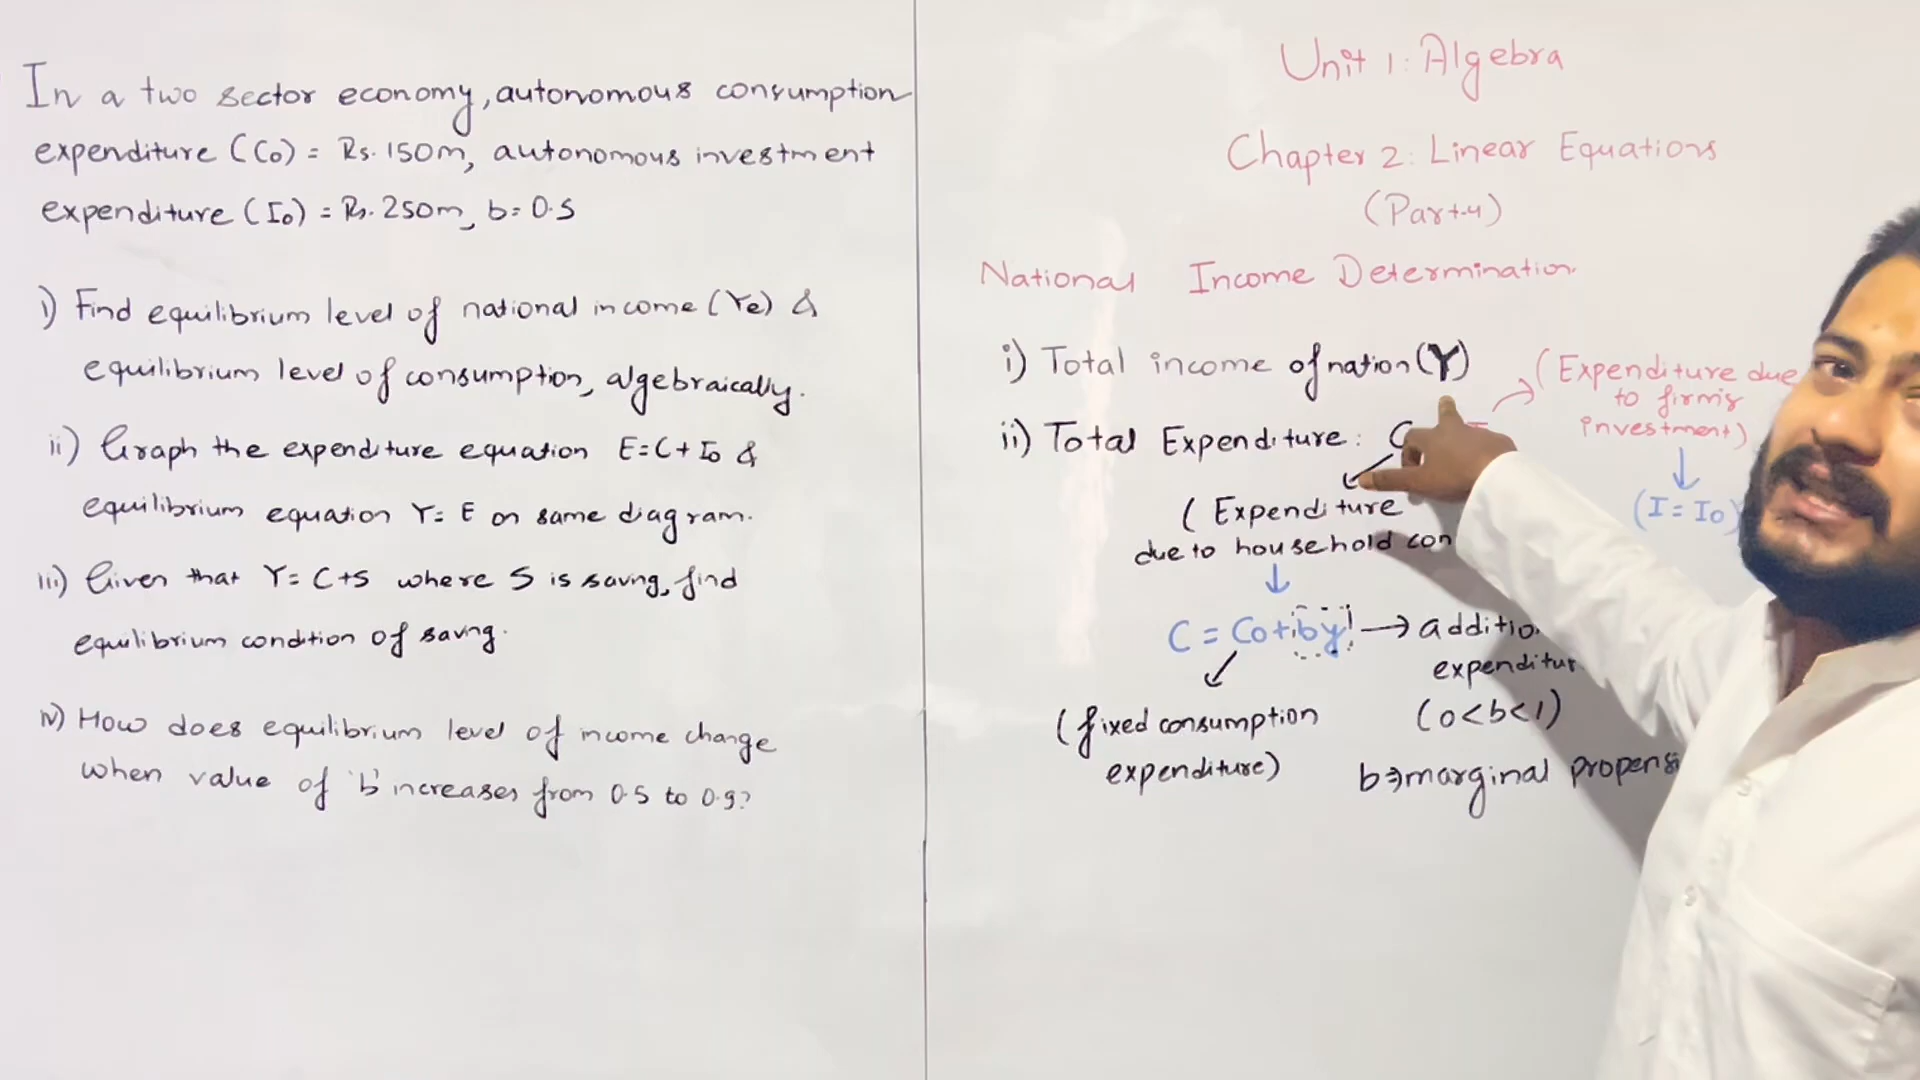 In a two sector economy, autonomous consumption
expenditure (Co) = Rs. 150m, autonomous investment
expenditure (Io) = Rs. 250m, b = 0.5
i) Find equilibrium level of national income (Ye) &
equilibrium level of consumption, algebraically.
ii) Graph the expenditure equation E=C+Io &
equilibrium equation Y=E on same diagram.
iii) Given that Y=C+S where S is saving, find
equilibrium condition of saving.
iv) How does equilibrium level of income change
when value of 'b' increases from 0.5 to 0.9?
Unit 1: Algebra
Chapter 2: Linear Equations
(Part-4)
National Income Determination
i) Total income of nation (Y)
(Expenditure due
to firm's
investment)
(I = Io)
ii) Total Expenditure: C
(Expenditure
due to household con
C = Co+by → additio
expenditur
(fixed consumption
expenditure)
(0<b<1)
b⇒marginal propens